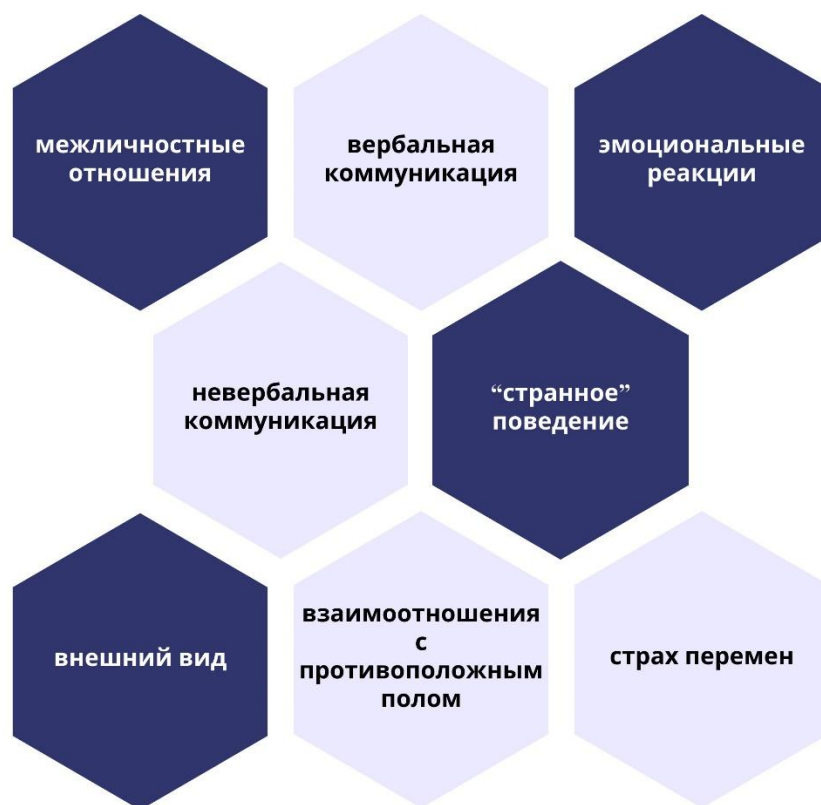 межличностные
отношения
вербальная
коммуникация
эмоциональные
реакции
невербальная
коммуникация
“странное”
поведение
внешний вид
взаимоотношения
с
противоположным
полом
страх перемен